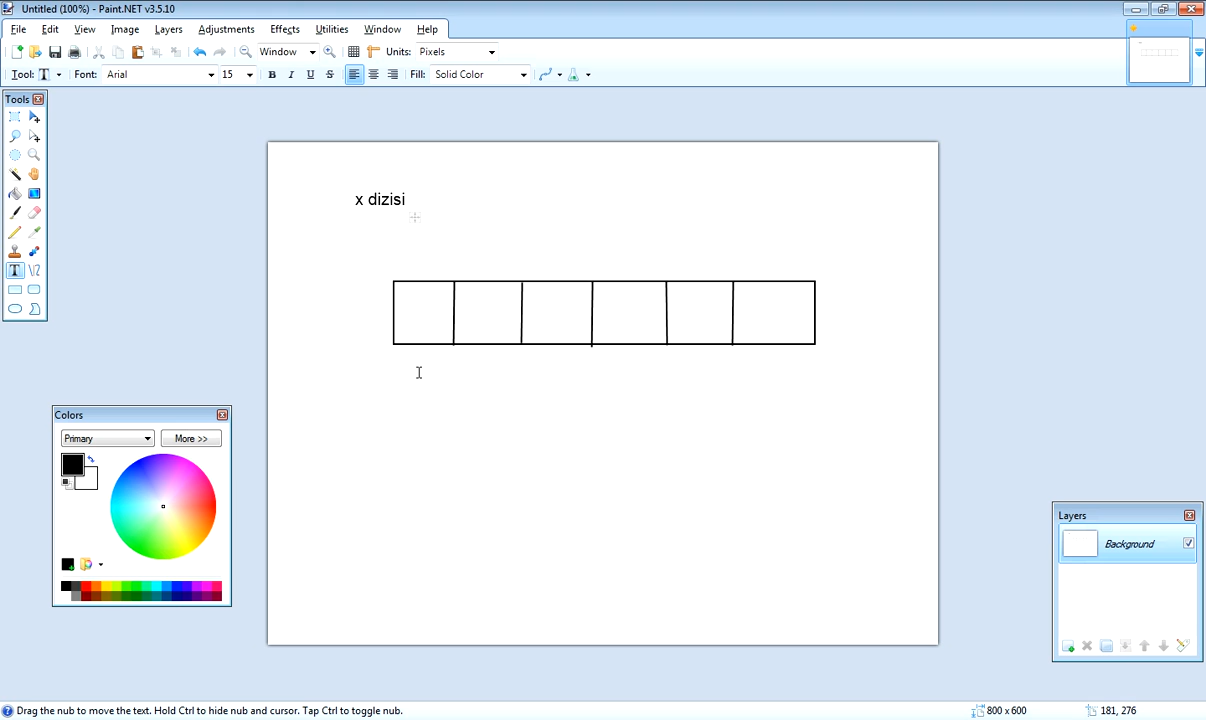 Untitled (100%) - Paint.NET v3.5.10
File Edit View Image Layers Adjustments Effects Utilities Window Help
Window Units: Pixels
Tool: T Font: Arial 15 B I U S Fill: Solid Color
Tools
x dizisi
Colors
Primary More >>
Layers
Background
Drag the nub to move the text. Hold Ctrl to hide nub and cursor. Tap Ctrl to toggle nub.
800 x 600
181, 276